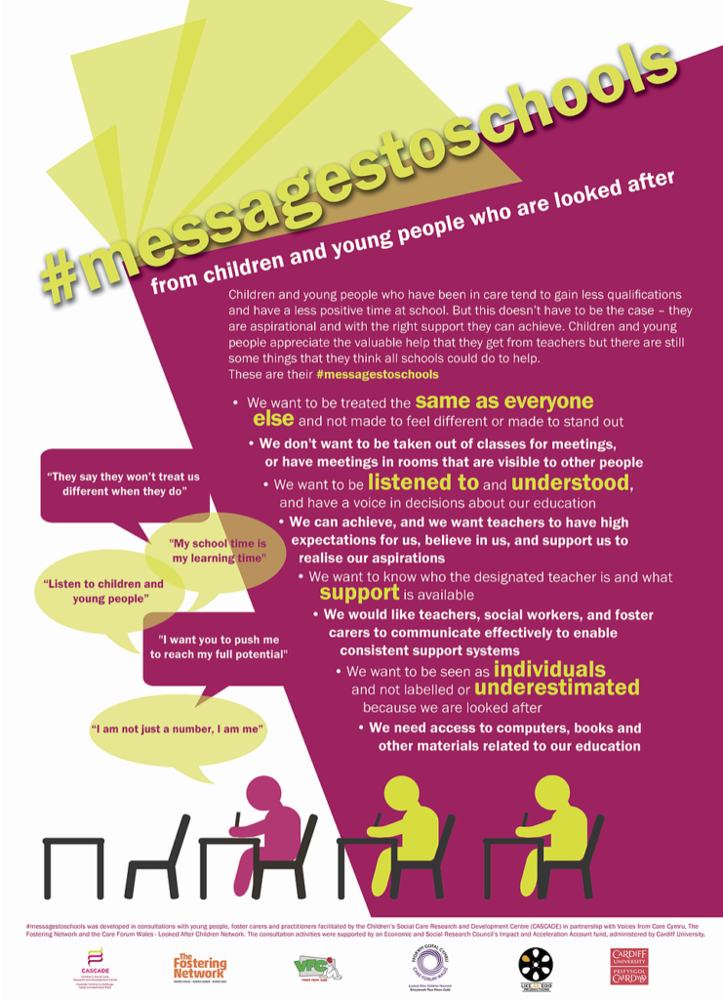 #messagestoschools
from children and young people who are looked after
Children and young people who have been in care tend to gain less qualifications
and have a less positive time at school. But this doesn't have to be the case – they
are aspirational and with the right support they can achieve. Children and young
people appreciate the valuable help that they get from teachers but there are still
some things that they think all schools could do to help.
These are their #messagestoschools
• We want to be treated the same as everyone
else and not made to feel different or made to stand out
• We don't want to be taken out of classes for meetings,
or have meetings in rooms that are visible to other people
• We want to be listened to and understood,
and have a voice in decisions about our education
• We can achieve, and we want teachers to have high
expectations for us, believe in us, and support us to
realise our aspirations
• We want to know who the designated teacher is and what
support is available
• We would like teachers, social workers, and foster
carers to communicate effectively to enable
consistent support systems
• We want to be seen as individuals
and not labelled or underestimated
because we are looked after
• We need access to computers, books and
other materials related to our education
“They say they won't treat us
different when they do”
"My school time is
my learning time"
“Listen to children and
young people”
"I want you to push me
to reach my full potential"
“I am not just a number, I am me”
#messagestoschools was developed in consultations with young people, foster carers and practitioners facilitated by the Children's Social Care Research and Development Centre (CASCADE) in partnership with Voices from Care Cymru, The
Fostering Network and the Care Forum Wales - Looked After Children Network. The consultation activities were supported by an Economic and Social Research Council's Impact and Acceleration Account fund, administered by Cardiff University.
CASCADE
The
Fostering
Network
VFC
FFORWM GOFAL CYMRU
CARE FORUM WALES
LIKE AN EGG
PRODUCTIONS
CARDIFF
UNIVERSITY
PRIFYSGOL
CAERDYDD